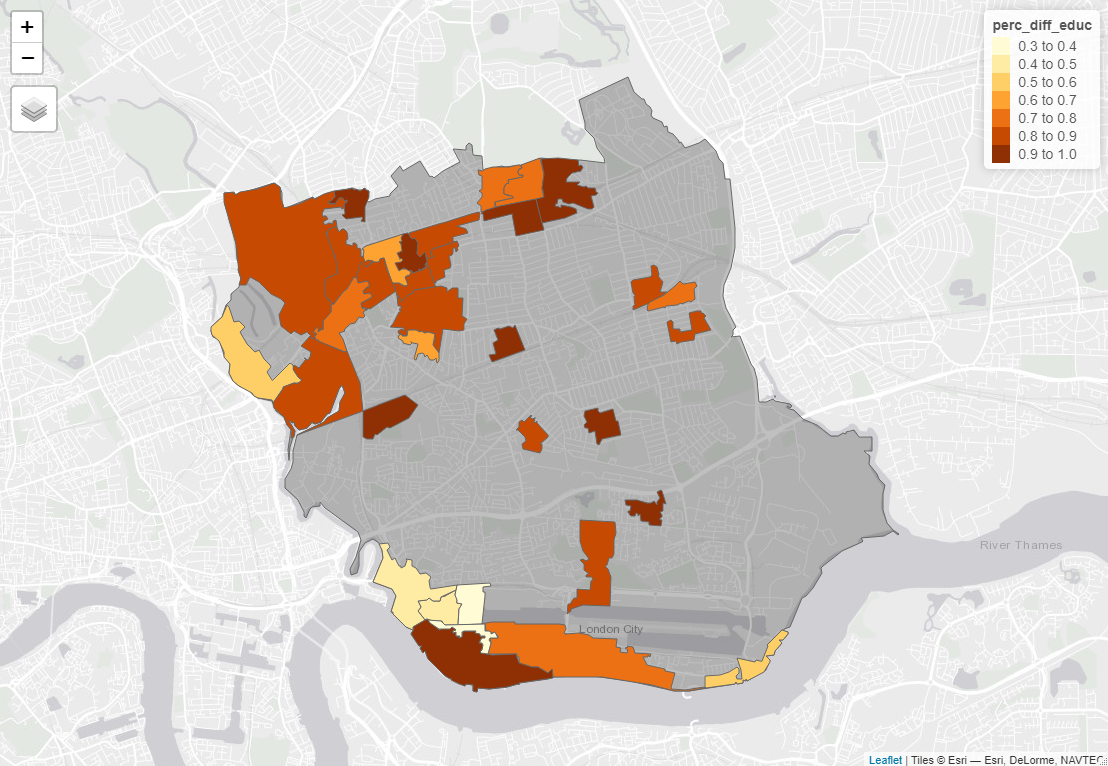 +
−
perc_diff_educ
0.3 to 0.4
0.4 to 0.5
0.5 to 0.6
0.6 to 0.7
0.7 to 0.8
0.8 to 0.9
0.9 to 1.0
River Thames
London City
Leaflet | Tiles © Esri — Esri, DeLorme, NAVTEQ